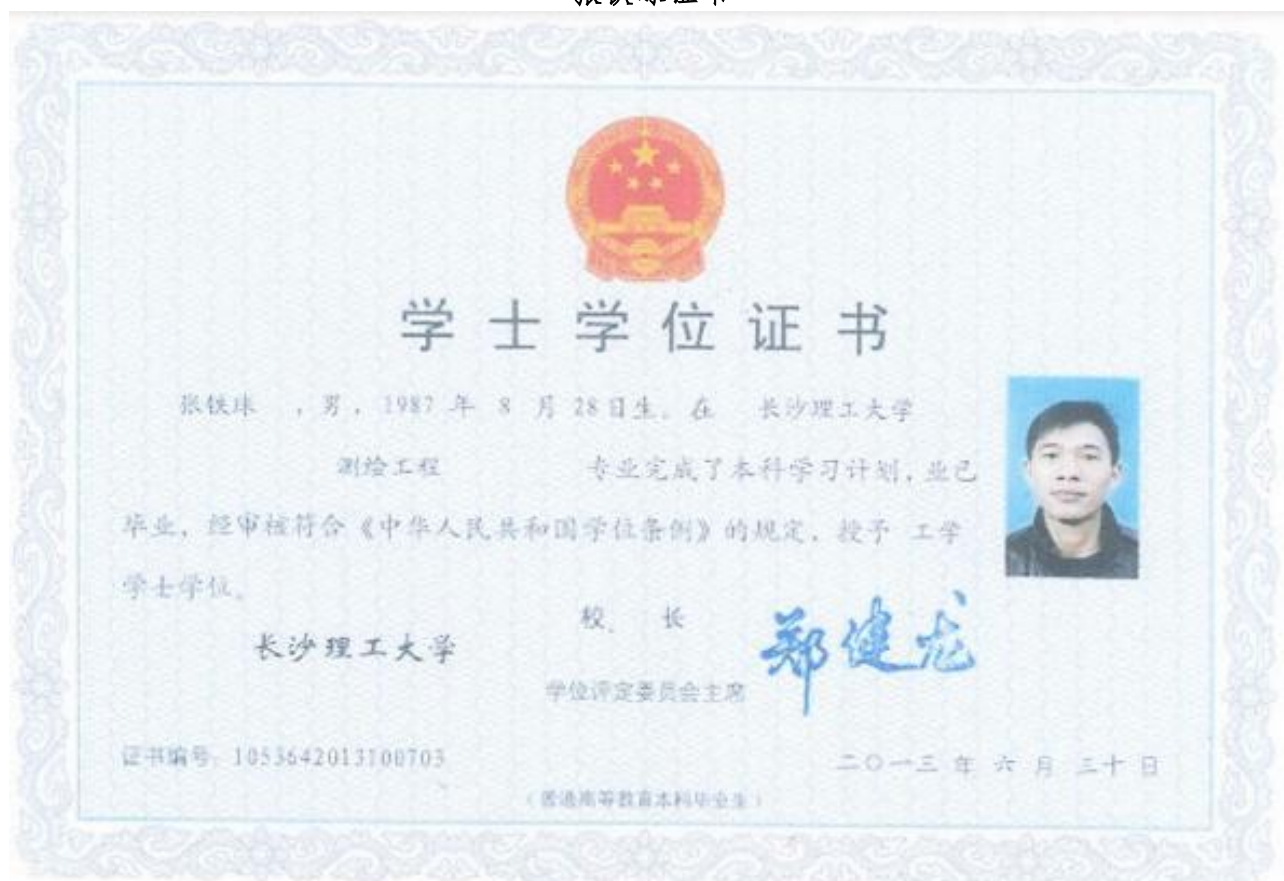 学士学位证书
张铁球 ,男,1987 年 8 月 28日生。在 长沙理工大学
测绘工程 专业完成了本科学习计划,业已
毕业,经审核符合《中华人民共和国学位条例》的规定,授予 工学
学士学位。
校 长
郑健龙
长沙理工大学
学位评定委员会主席
证书编号:1053642013100703
二〇一三 年 六 月 三十 日
(普通高等教育本科毕业生)